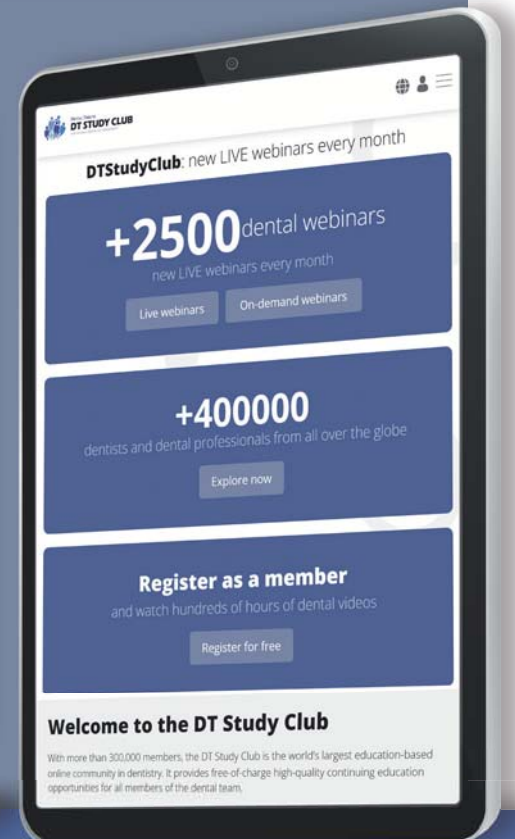 DT STUDY CLUB
DTStudyClub: new LIVE webinars every month
+2500 dental webinars
new LIVE webinars every month
Live webinars On-demand webinars
+400000
dentists and dental professionals from all over the globe
Explore now
Register as a member
and watch hundreds of hours of dental videos
Register for free
Welcome to the DT Study Club
With more than 300,000 members, the DT Study Club is the world's largest education-based
online community in dentistry. It provides free-of-charge high-quality continuing education
opportunities for all members of the dental team.